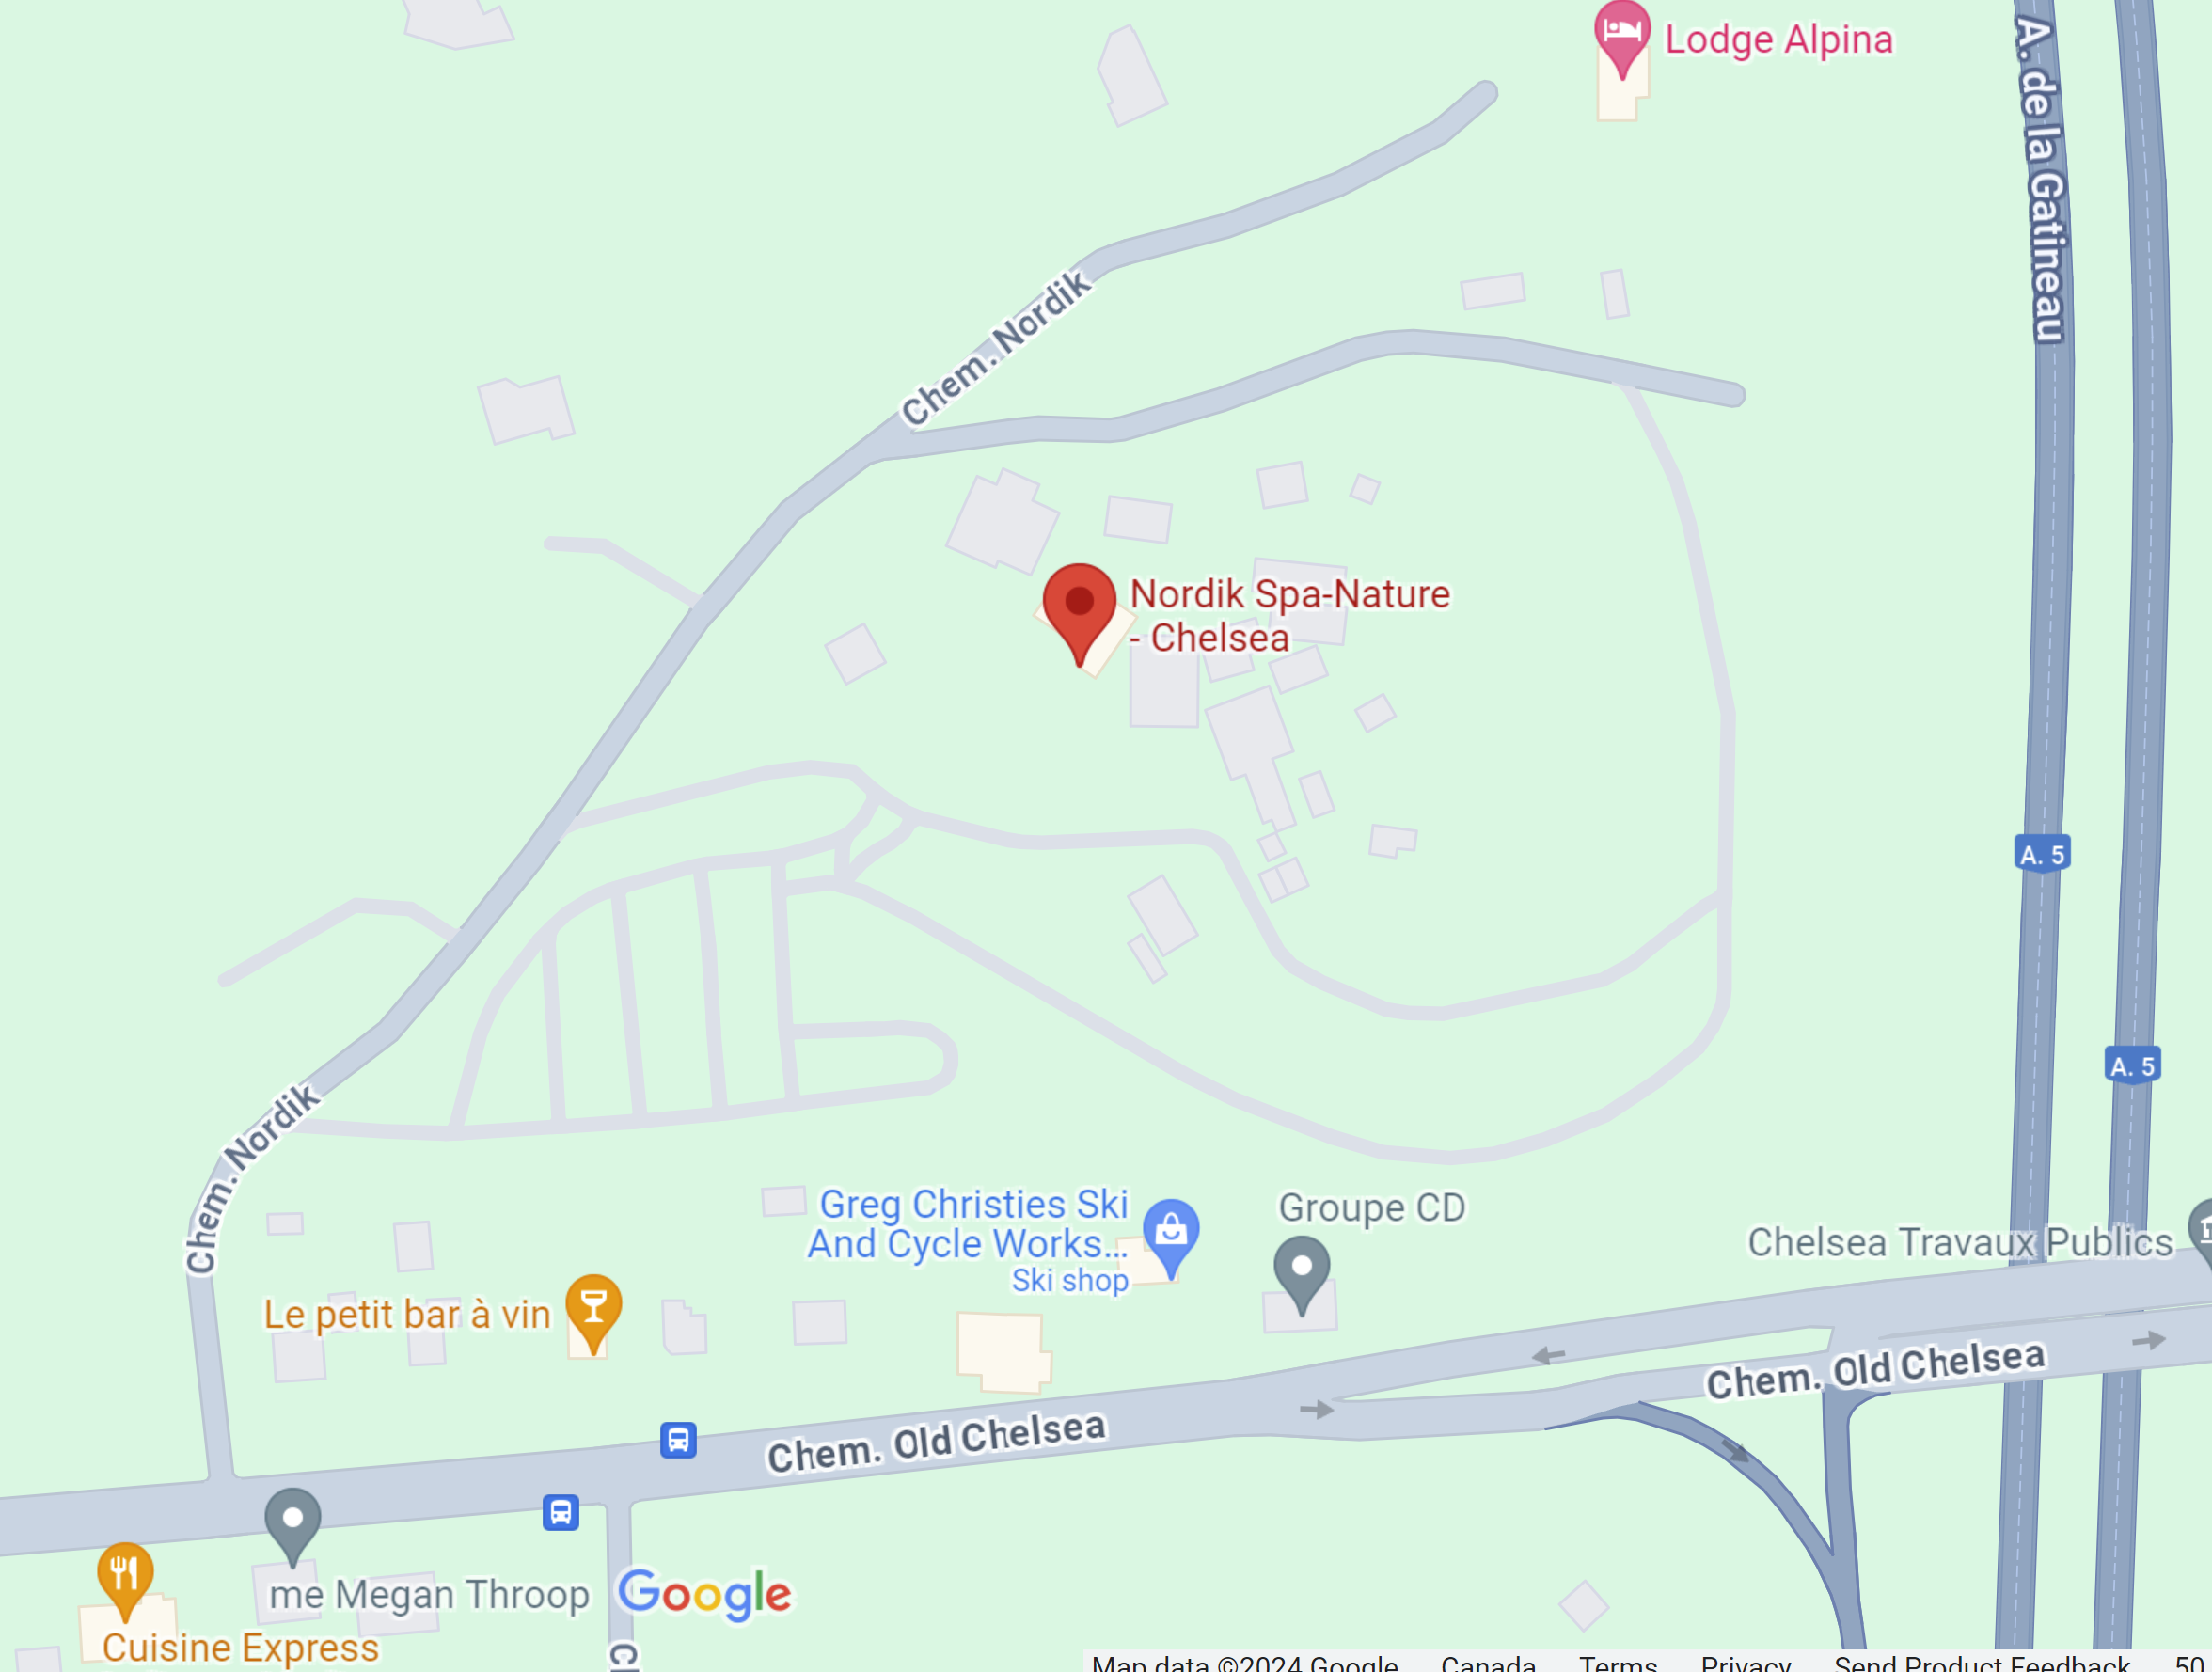 Lodge Alpina
A. de la Gatineau
Chem. Nordik
Nordik Spa-Nature
- Chelsea
A. 5
A. 5
Chem. Nordik
Greg Christies Ski
And Cycle Works...
Ski shop
Groupe CD
Chelsea Travaux Publics
Le petit bar à vin
Chem. Old Chelsea
Chem. Old Chelsea
me Megan Throop
Google
Cuisine Express
Map data ©2024 Google Canada Terms Privacy Send Product Feedback 50